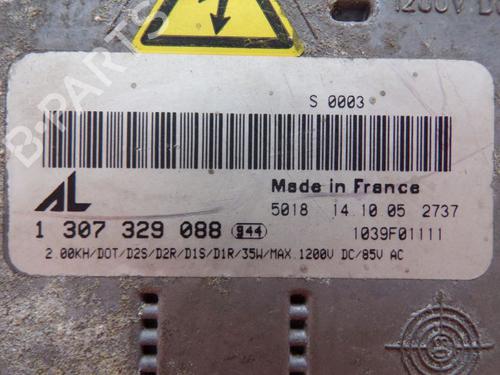 1200V D
B-PARTS
S 0003
AL
Made in France
5018 14.10 05 2737
1 307 329 088 944
1039F01111
2.00KH/DOT/D2S/D2R/D1S/D1R/35W/MAX.1200V DC/85V AC